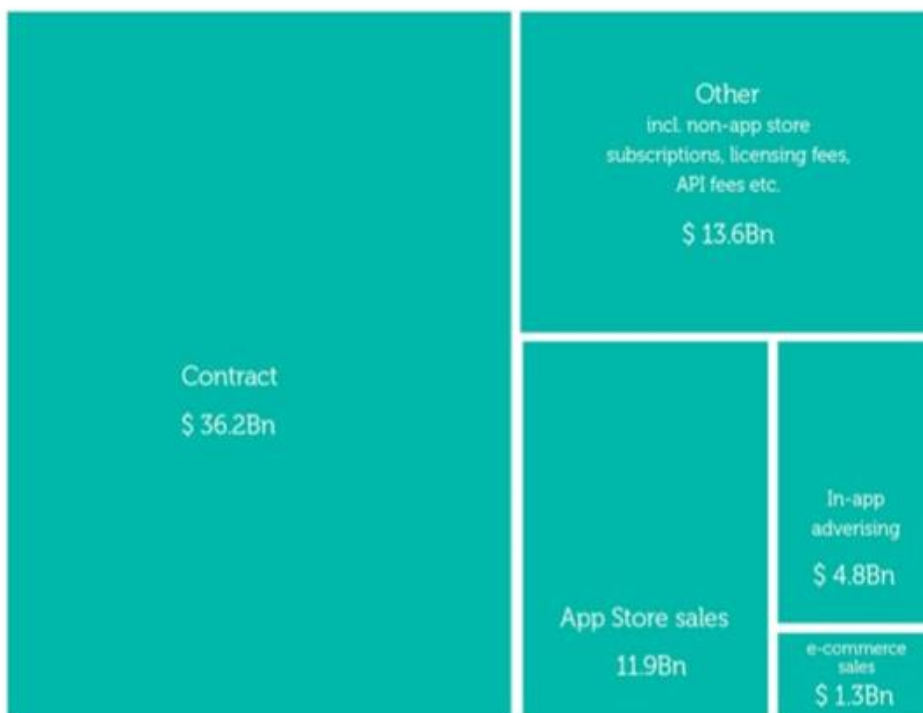 Contract
$ 36.2Bn
Other
incl. non-app store
subscriptions, licensing fees,
API fees etc.
$ 13.6Bn
App Store sales
11.9Bn
In-app
adverising
$ 4.8Bn
e-commerce
sales
$ 1.3Bn